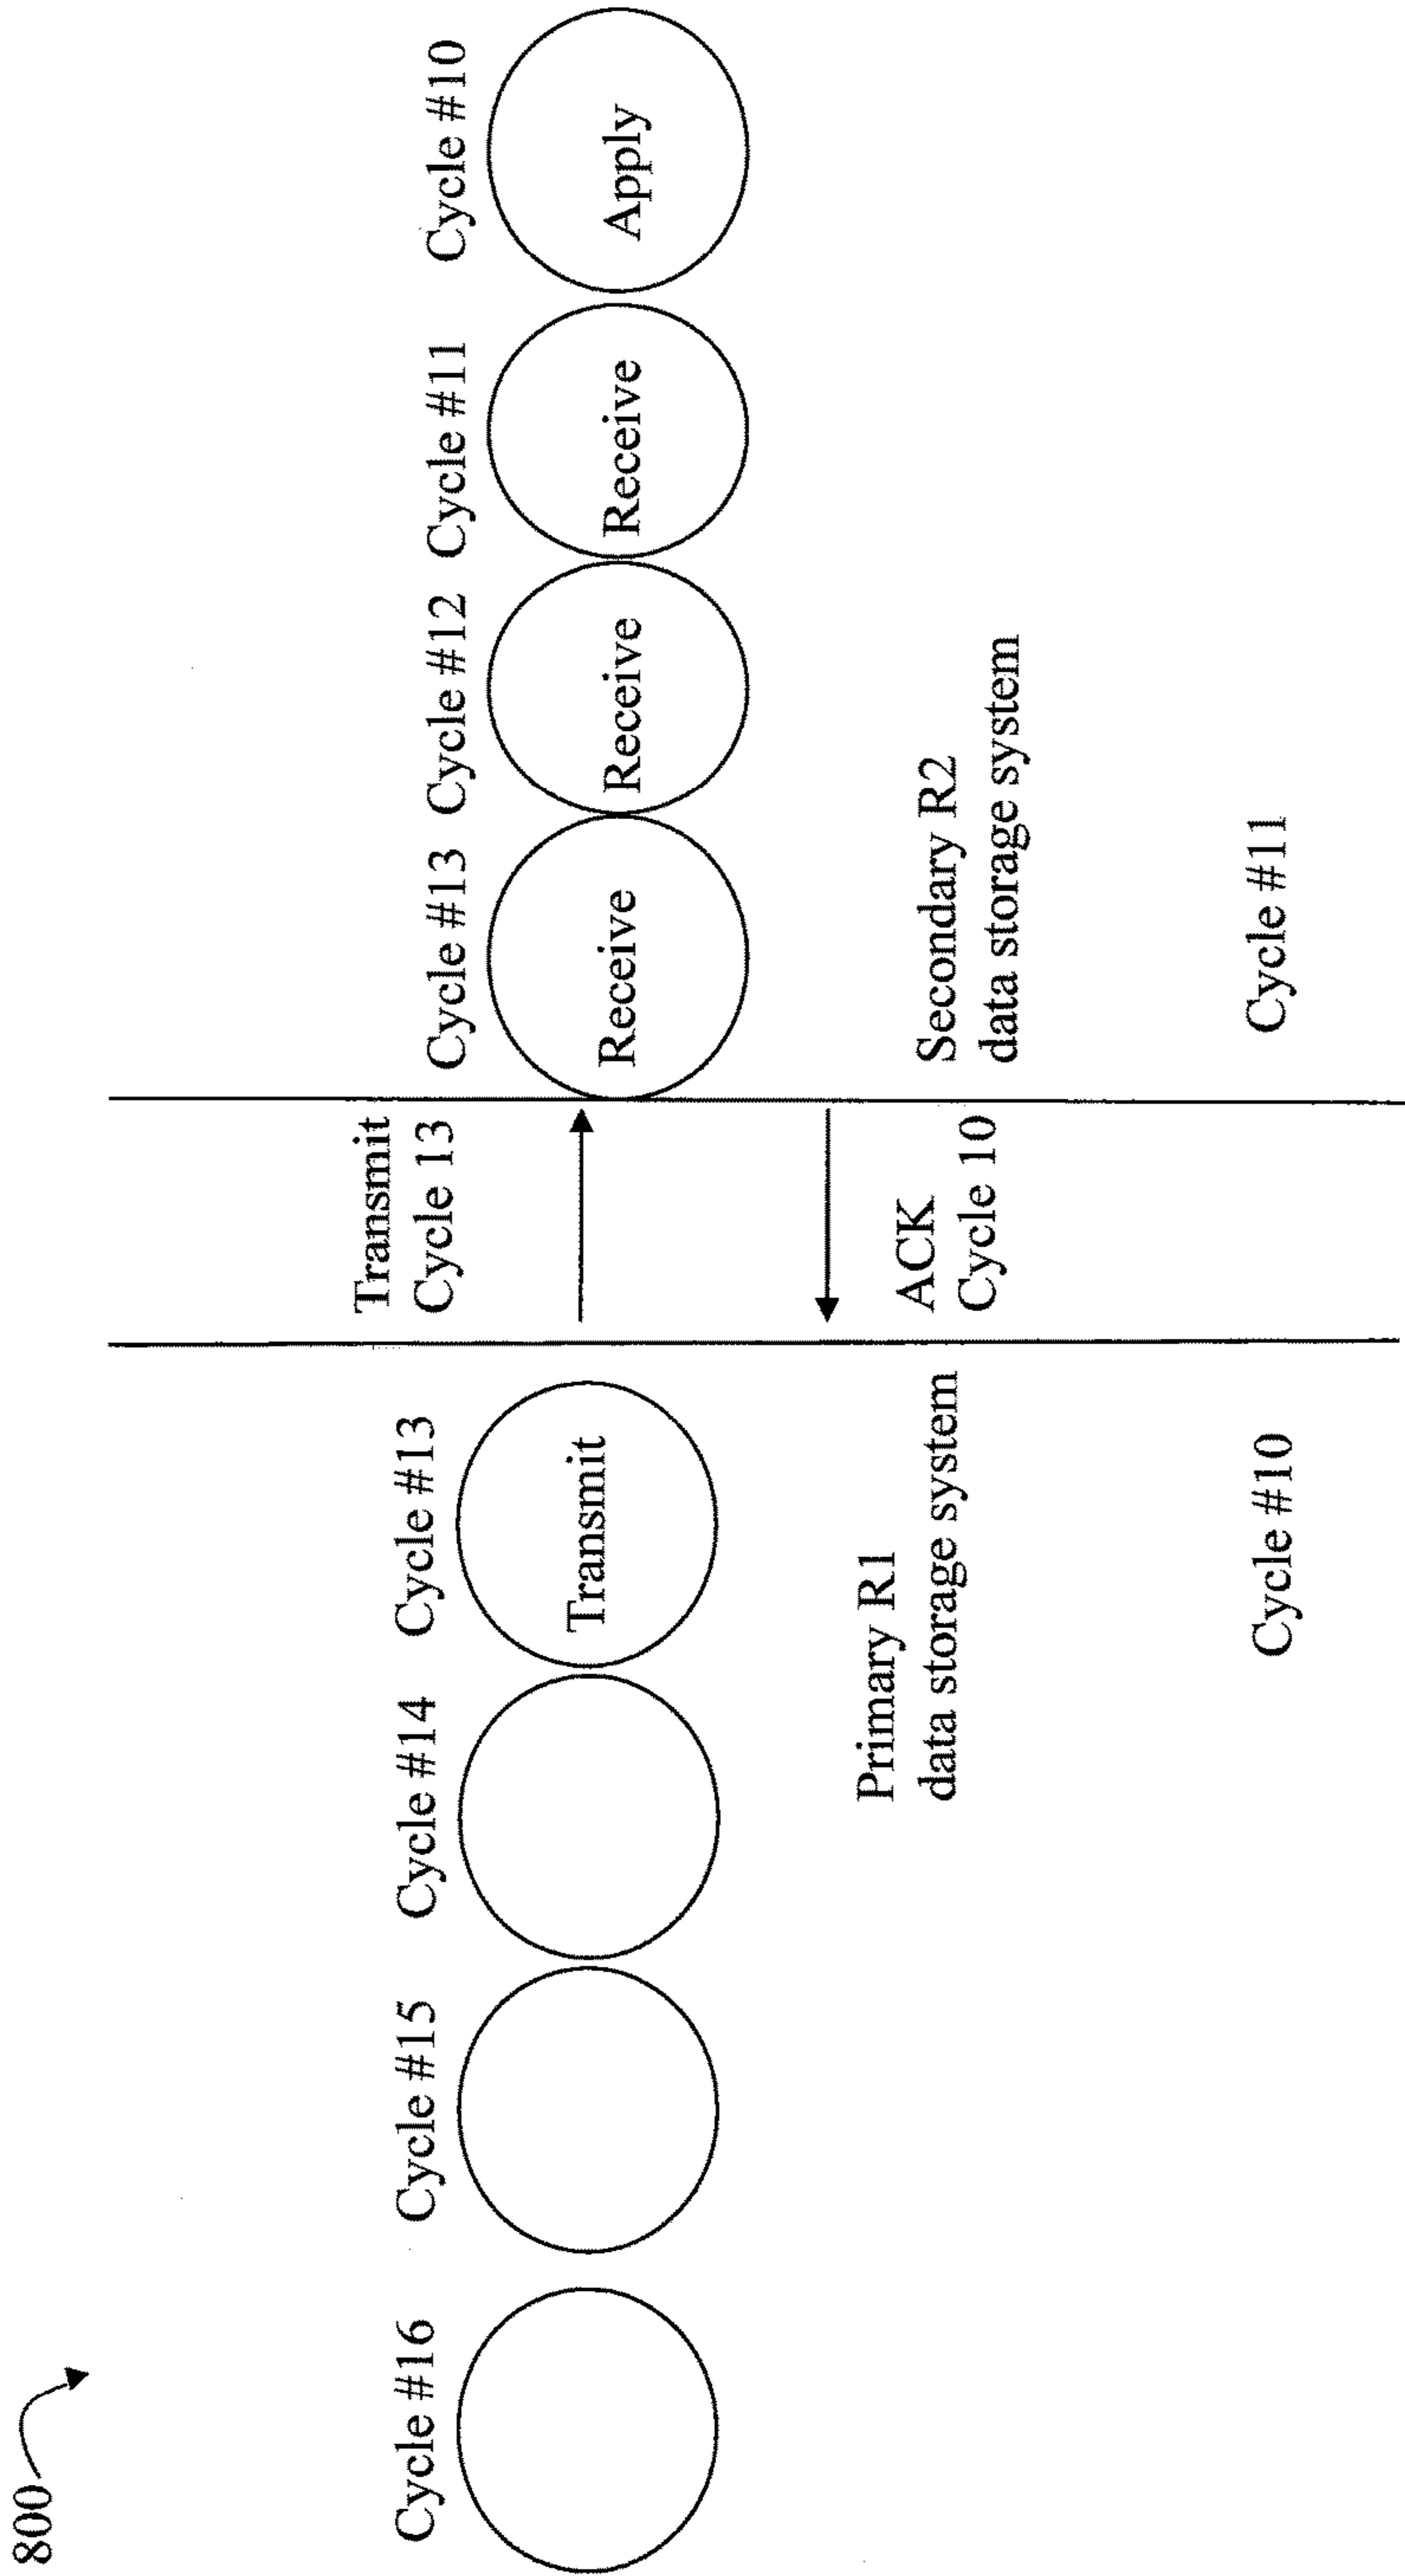 800
Transmit
Cycle 13
Cycle #16
Cycle #15
Cycle #14
Cycle #13
Cycle #13
Cycle #12
Cycle #11
Cycle #10
Transmit
Receive
Receive
Receive
Apply
Primary R1
data storage system
ACK
Cycle 10
Secondary R2
data storage system
Cycle #10
Cycle #11